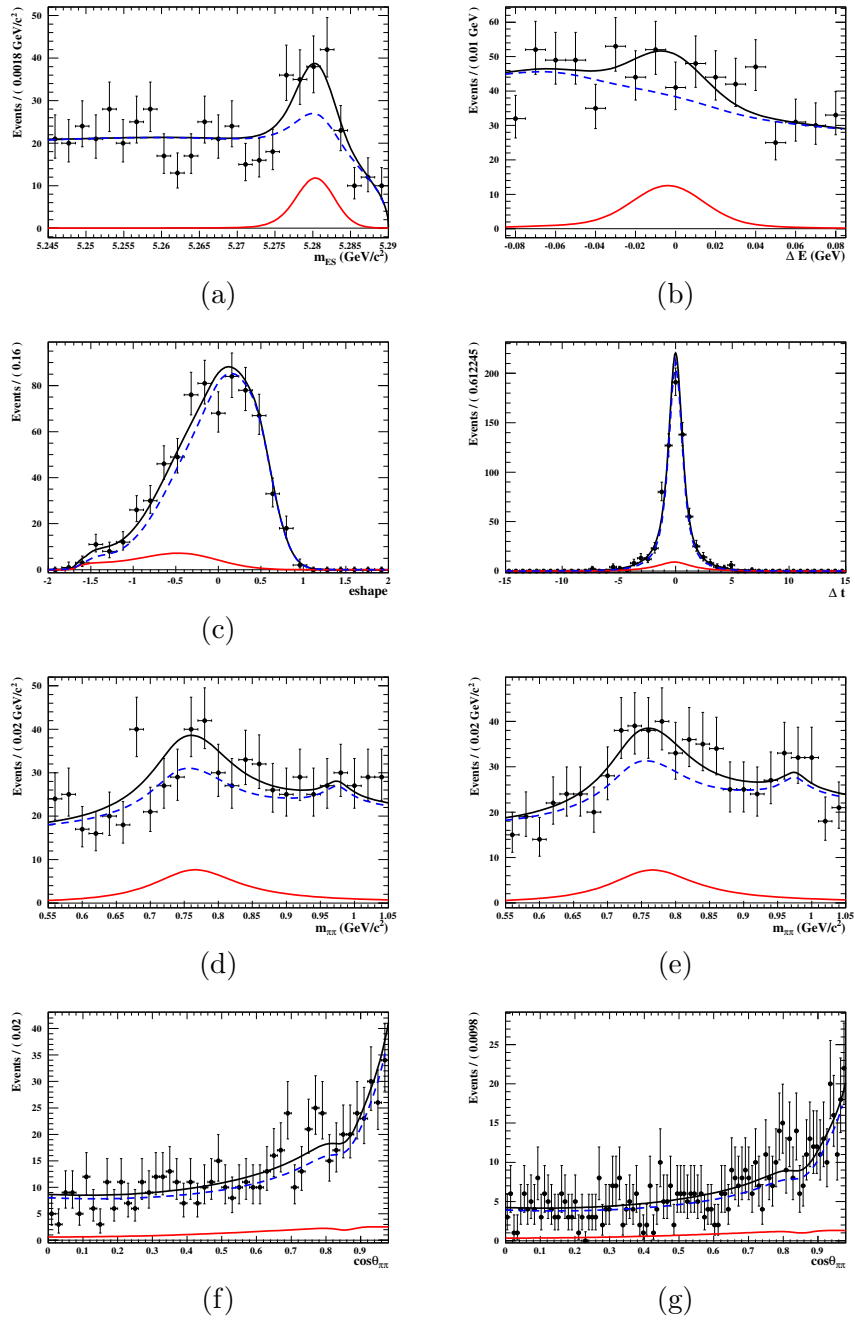 Events / ( 0.0018 GeV/c² )
50
40
30
20
10
0
5.245 5.25 5.255 5.26 5.265 5.27 5.275 5.28 5.285 5.29
m_ES (GeV/c²)
(a)
Events / ( 0.01 GeV )
60
50
40
30
20
10
0
-0.08 -0.06 -0.04 -0.02 0 0.02 0.04 0.06 0.08
Δ E (GeV)
(b)
Events / ( 0.16 )
100
80
60
40
20
0
-2 -1.5 -1 -0.5 0 0.5 1 1.5 2
eshape
(c)
Events / ( 0.612245 )
200
150
100
50
0
-15 -10 -5 0 5 10 15
Δ t
Events / ( 0.02 GeV/c² )
50
40
30
20
10
0
0.55 0.6 0.65 0.7 0.75 0.8 0.85 0.9 0.95 1 1.05
m_ππ (GeV/c²)
(d)
Events / ( 0.02 GeV/c² )
40
30
20
10
0
0.55 0.6 0.65 0.7 0.75 0.8 0.85 0.9 0.95 1 1.05
m_ππ (GeV/c²)
(e)
Events / ( 0.02 )
40
35
30
25
20
15
10
5
0
0 0.1 0.2 0.3 0.4 0.5 0.6 0.7 0.8 0.9
cosθ_ππ
(f)
Events / ( 0.0098 )
25
20
15
10
5
0
0 0.1 0.2 0.3 0.4 0.5 0.6 0.7 0.8 0.9
cosθ_ππ
(g)